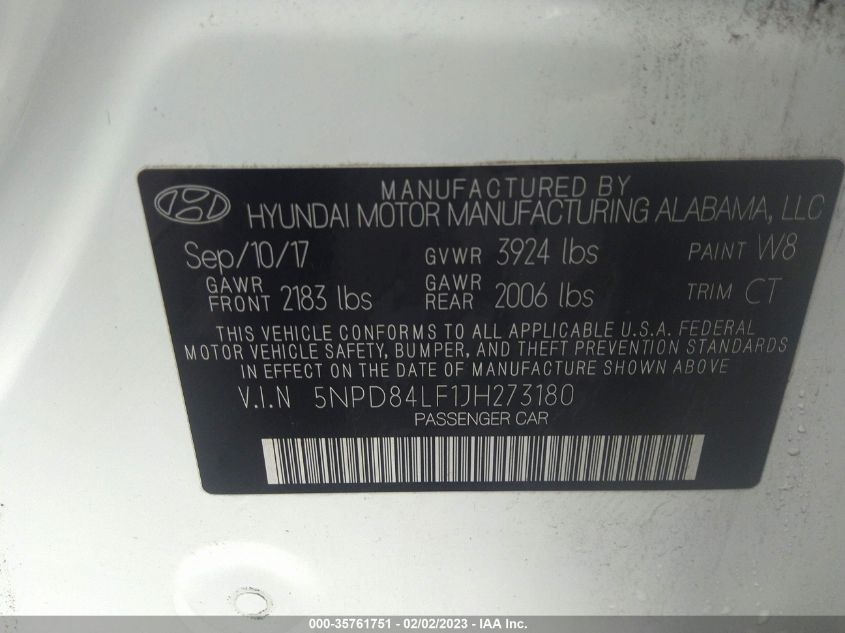 MANUFACTURED BY
HYUNDAI MOTOR MANUFACTURING ALABAMA, LLC
Sep/10/17 GVWR 3924 lbs PAINT W8
GAWR FRONT 2183 lbs GAWR REAR 2006 lbs TRIM CT
THIS VEHICLE CONFORMS TO ALL APPLICABLE U.S.A. FEDERAL
MOTOR VEHICLE SAFETY, BUMPER, AND THEFT PREVENTION STANDARDS
IN EFFECT ON THE DATE OF MANUFACTURE SHOWN ABOVE
V.I.N 5NPD84LF1JH273180
PASSENGER CAR
000-35761751 — 02/02/2023 — IAA Inc.